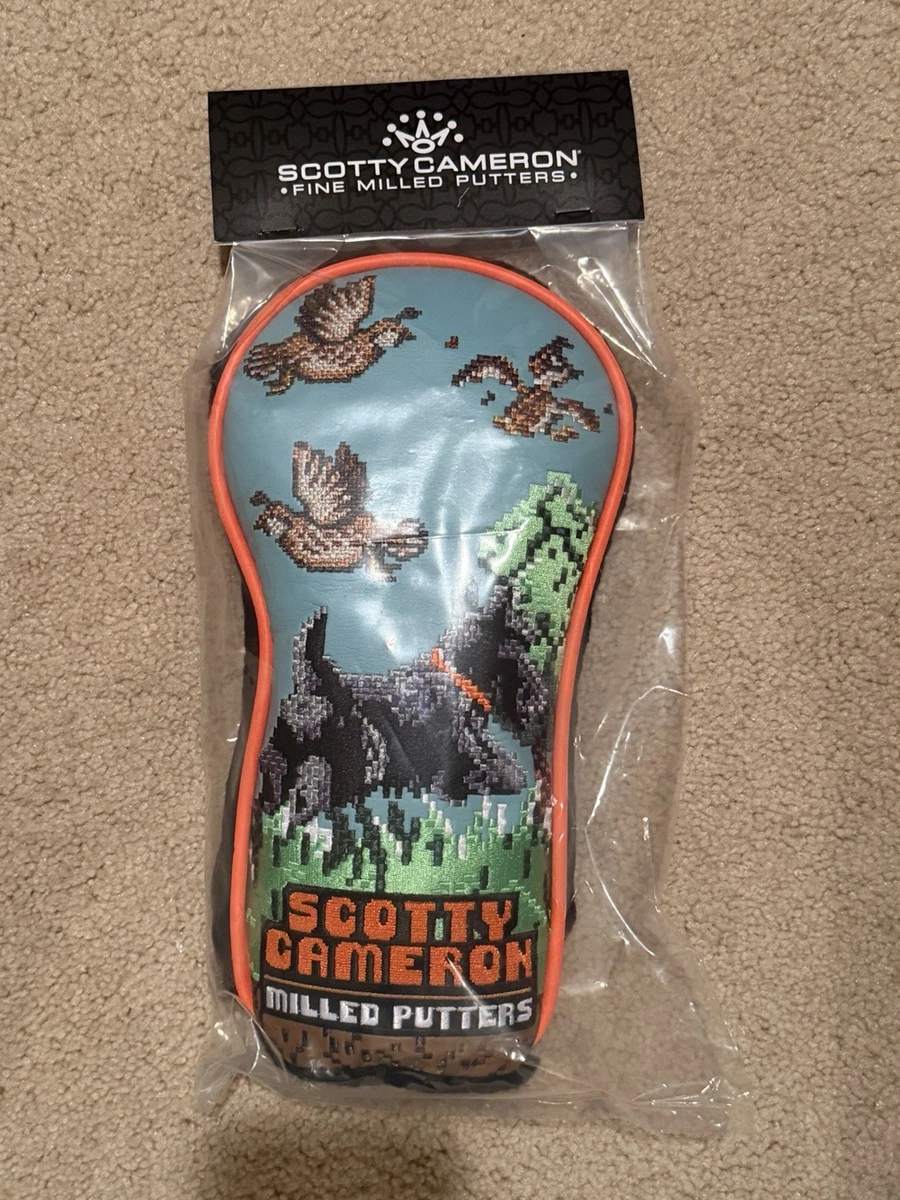 SCOTTY CAMERON®
•FINE MILLED PUTTERS•
SCOTTY
CAMERON
MILLED PUTTERS